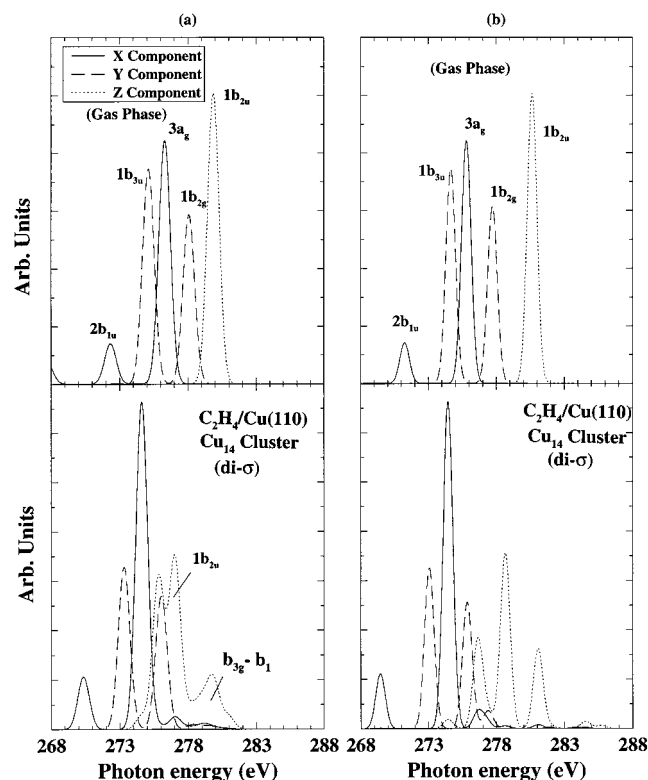 (a)
(b)
X Component
Y Component
Z Component
(Gas Phase)
1b2u
3ag
1b3u
1b2g
2b1u
(Gas Phase)
1b2u
3ag
1b3u
1b2g
2b1u
Arb. Units
C2H4/Cu(110)
Cu14 Cluster
(di-σ)
1b2u
b3g- b1
C2H4/Cu(110)
Cu14 Cluster
(di-σ)
Arb. Units
268 273 278 283 288
268 273 278 283 288
Photon energy (eV)
Photon energy (eV)